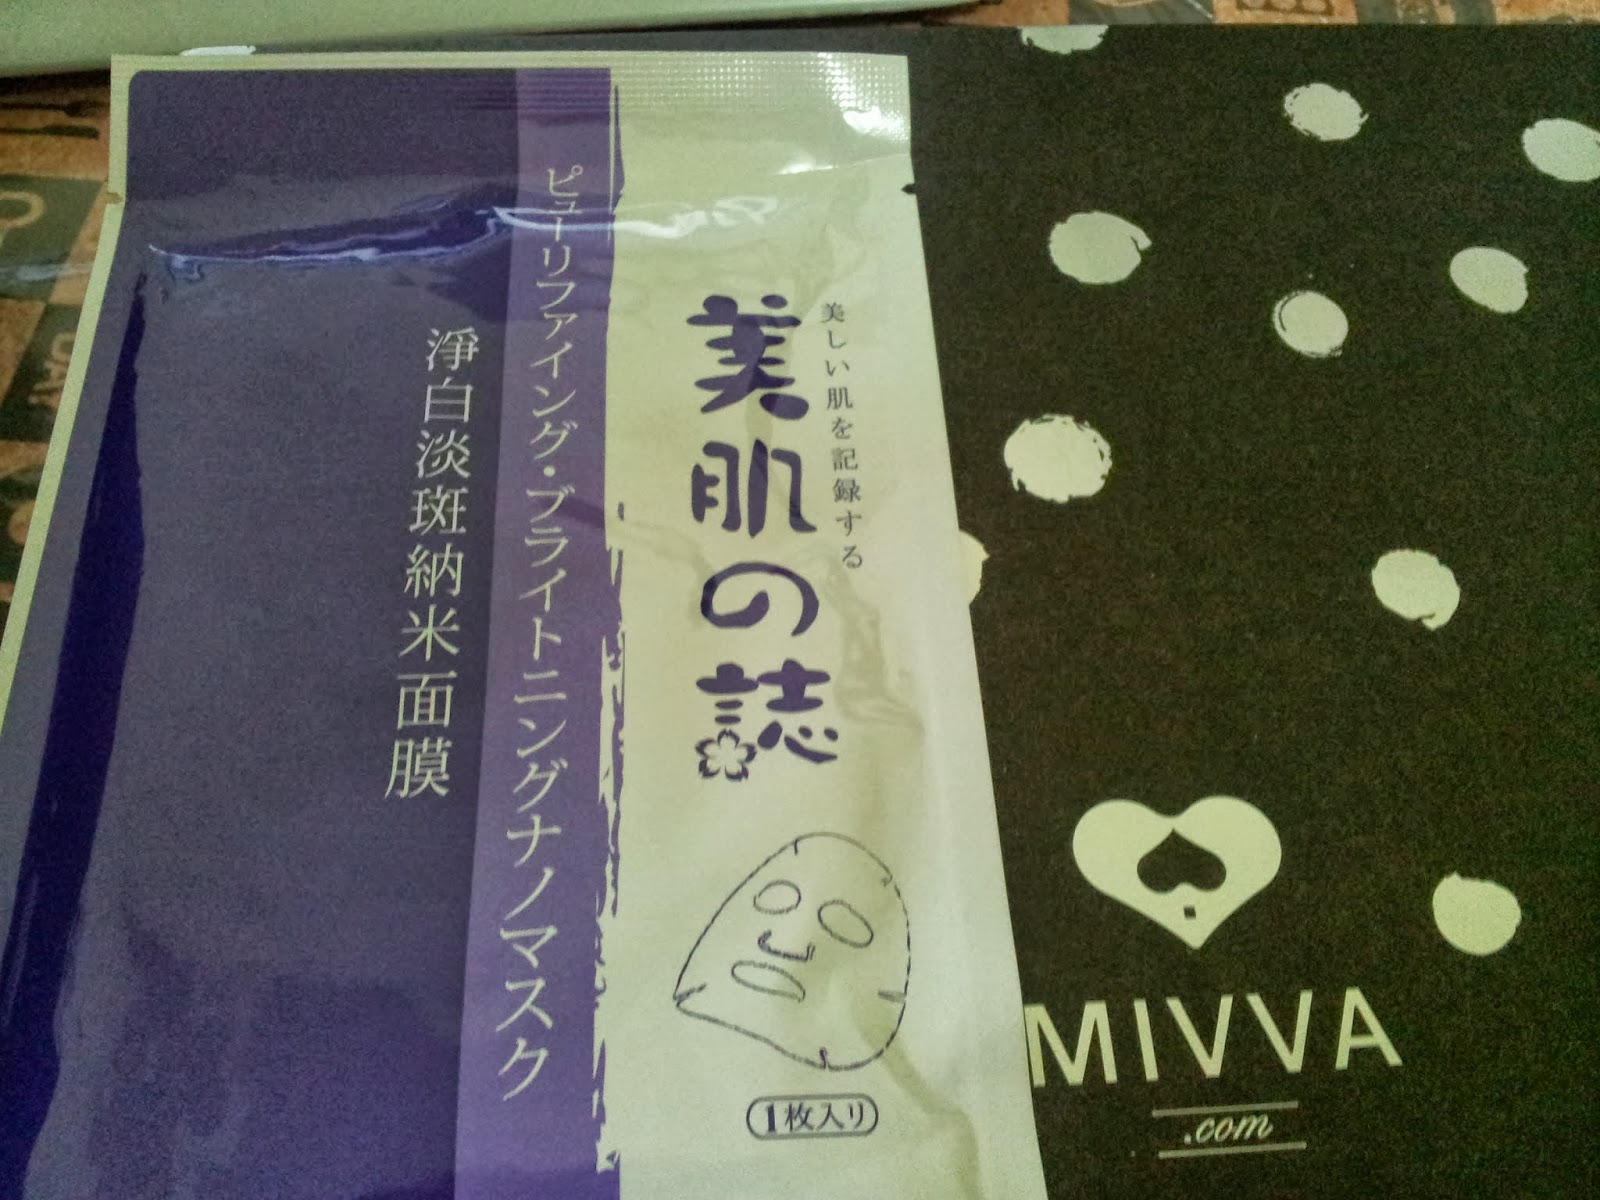 美しい肌を記録する
美肌の誌
1枚入り
ピューリファイング・ブライトニングナノマスク
淨白淡斑納米面膜
MIVVA
.com